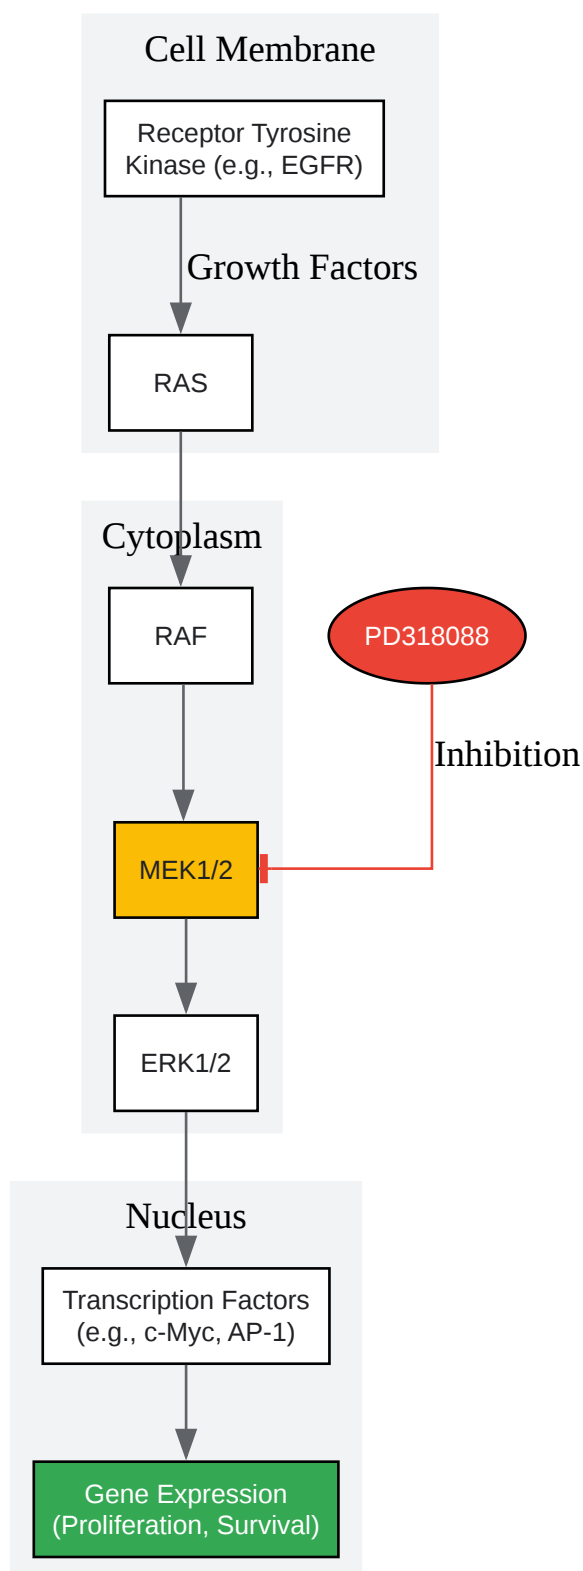 Cell Membrane
Receptor Tyrosine
Kinase (e.g., EGFR)
Growth Factors
RAS
Cytoplasm
RAF
PD318088
Inhibition
MEK1/2
ERK1/2
Nucleus
Transcription Factors
(e.g., c-Myc, AP-1)
Gene Expression
(Proliferation, Survival)